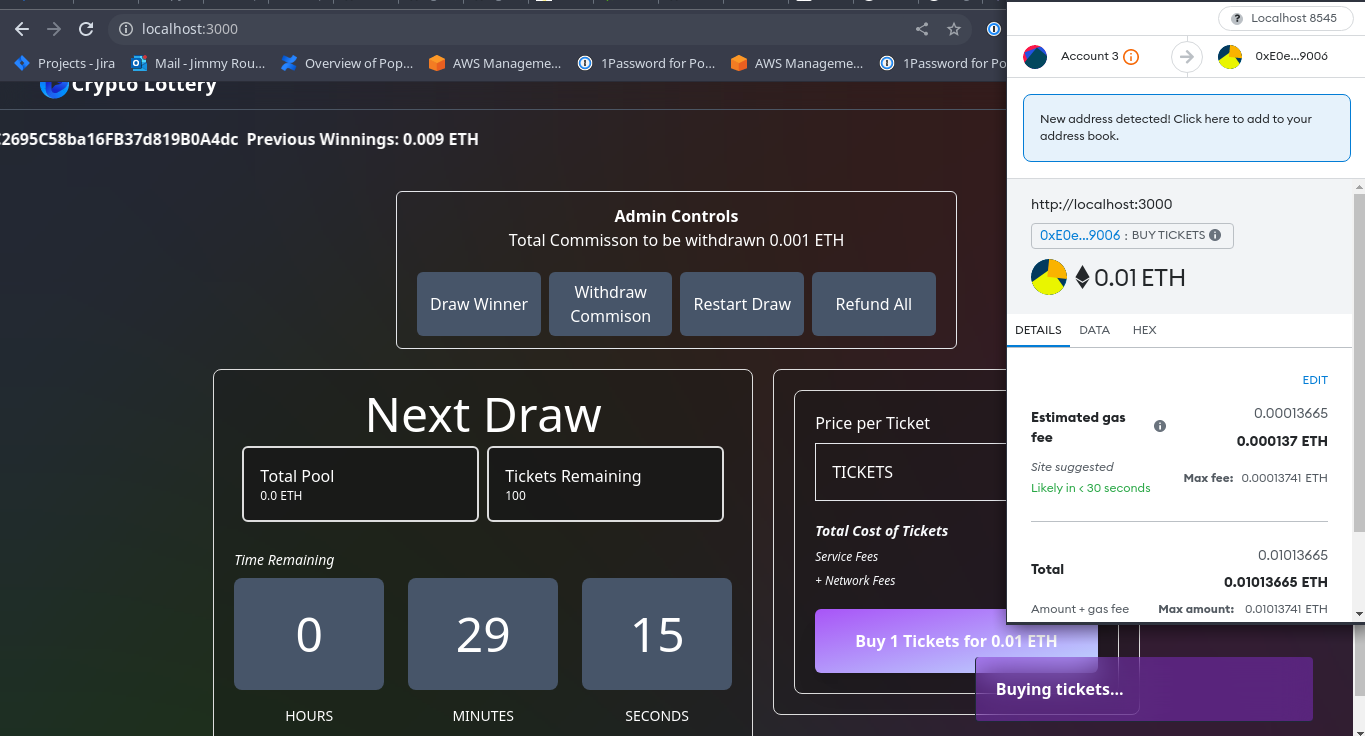 localhost:3000
Projects - Jira
Mail - Jimmy Rou...
Overview of Pop...
AWS Manageme...
1Password for Po...
AWS Manageme...
1Password for Po
Crypto Lottery
2695C58ba16FB37d819B0A4dc Previous Winnings: 0.009 ETH
Admin Controls
Total Commisson to be withdrawn 0.001 ETH
Draw Winner
Withdraw
Commison
Restart Draw
Refund All
Next Draw
Total Pool
0.0 ETH
Tickets Remaining
100
Time Remaining
0
29
15
HOURS
MINUTES
SECONDS
Price per Ticket
TICKETS
Total Cost of Tickets
Service Fees
+ Network Fees
Buy 1 Tickets for 0.01 ETH
Buying tickets...
Localhost 8545
Account 3
0xE0e...9006
New address detected! Click here to add to your
address book.
http://localhost:3000
0xE0e...9006 : BUY TICKETS
0.01 ETH
DETAILS
DATA
HEX
EDIT
Estimated gas
fee
0.00013665
0.000137 ETH
Site suggested
Likely in < 30 seconds
Max fee: 0.00013741 ETH
0.01013665
Total
0.01013665 ETH
Amount + gas fee
Max amount: 0.01013741 ETH